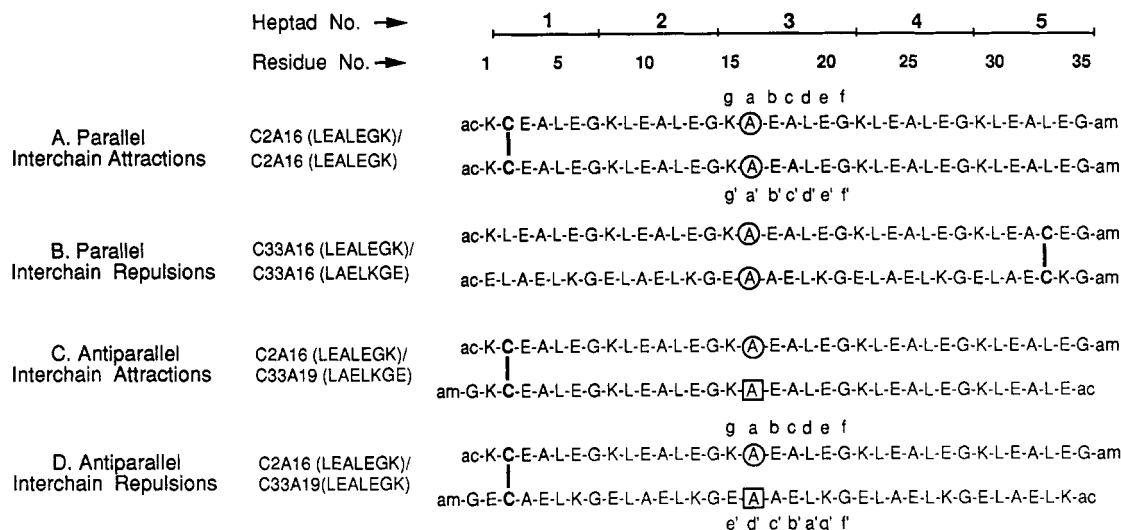 Heptad No. → 1 2 3 4 5
Residue No. → 1 5 10 15 20 25 30 35
g a b c d e f
A. Parallel
Interchain Attractions
C2A16 (LEALEGK)/
C2A16 (LEALEGK)
ac-K-C E-A-L-E-G-K-L-E-A-L-E-G-K-A-E-A-L-E-G-K-L-E-A-L-E-G-K-L-E-A-L-E-G-am
ac-K-C-E-A-L-E-G-K-L-E-A-L-E-G-K-A-E-A-L-E-G-K-L-E-A-L-E-G-K-L-E-A-L-E-G-am
g' a' b' c' d' e' f'
B. Parallel
Interchain Repulsions
C33A16 (LEALEGK)/
C33A16 (LAELKGE)
ac-K-L-E-A-L-E-G-K-L-E-A-L-E-G-K-A-E-A-L-E-G-K-L-E-A-L-E-G-K-L-E-A-C-E-G-am
ac-E-L-A-E-L-K-G-E-L-A-E-L-K-G-E-A-A-E-L-K-G-E-L-A-E-L-K-G-E-L-A-E-C-K-G-am
C. Antiparallel
Interchain Attractions
C2A16 (LEALEGK)/
C33A19 (LAELKGE)
ac-K-C-E-A-L-E-G-K-L-E-A-L-E-G-K-A-E-A-L-E-G-K-L-E-A-L-E-G-K-L-E-A-L-E-G-am
am-G-K-C-E-A-L-E-G-K-L-E-A-L-E-G-K-A-E-A-L-E-G-K-L-E-A-L-E-G-K-L-E-A-L-E-ac
g a b c d e f
D. Antiparallel
Interchain Repulsions
C2A16 (LEALEGK)/
C33A19(LEALEGK)
ac-K-C-E-A-L-E-G-K-L-E-A-L-E-G-K-A-E-A-L-E-G-K-L-E-A-L-E-G-K-L-E-A-L-E-G-am
am-G-E-C-A-E-L-K-G-E-L-A-E-L-K-G-E-A-A-E-L-K-G-E-L-A-E-L-K-G-E-L-A-E-L-K-ac
e' d' c' b' a'g' f'